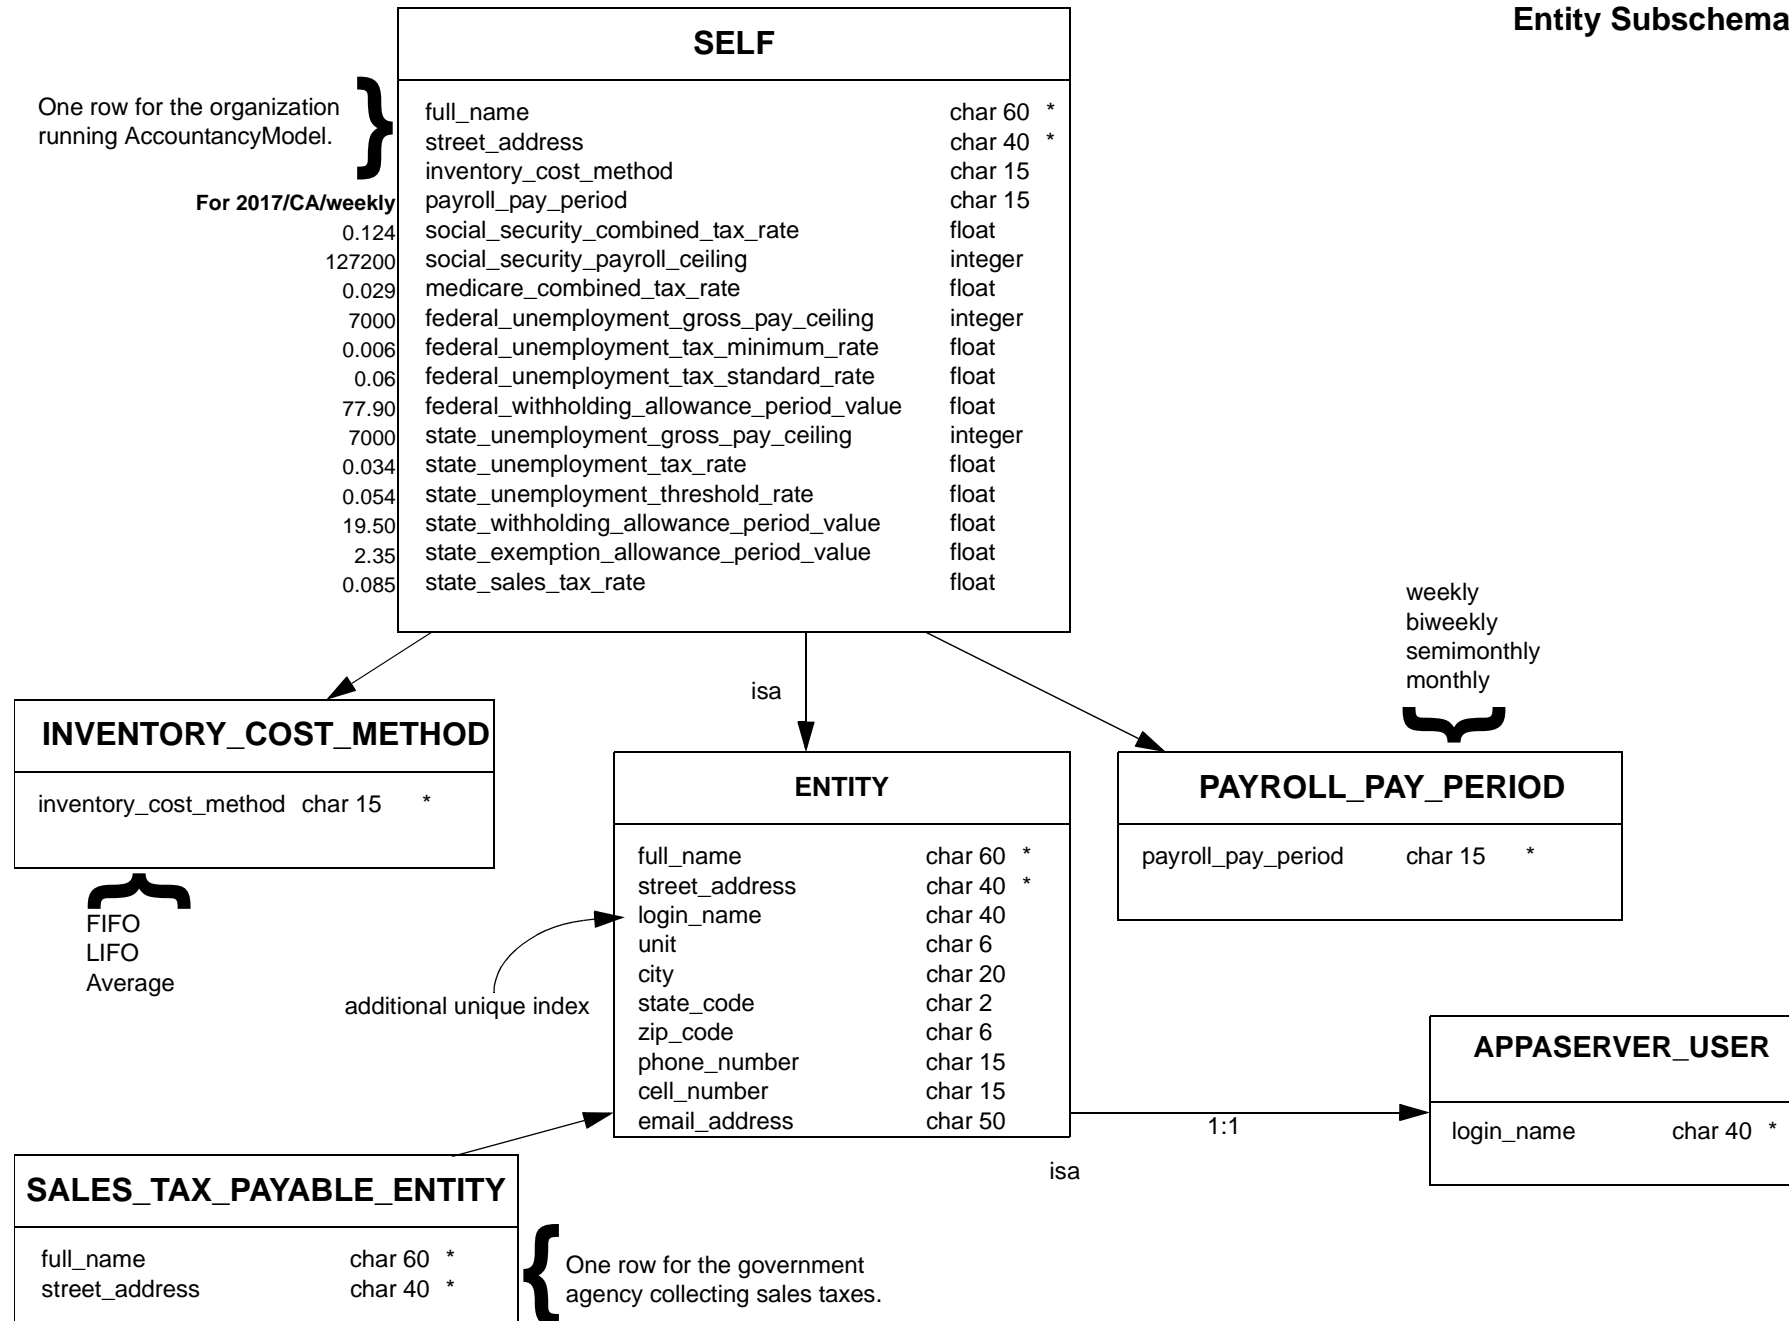 Entity Subschema
SELF
One row for the organization
running AccountancyModel.
full_name char 60 *
street_address char 40 *
inventory_cost_method char 15
For 2017/CA/weekly payroll_pay_period char 15
0.124 social_security_combined_tax_rate float
127200 social_security_payroll_ceiling integer
0.029 medicare_combined_tax_rate float
7000 federal_unemployment_gross_pay_ceiling integer
0.006 federal_unemployment_tax_minimum_rate float
0.06 federal_unemployment_tax_standard_rate float
77.90 federal_withholding_allowance_period_value float
7000 state_unemployment_gross_pay_ceiling integer
0.034 state_unemployment_tax_rate float
0.054 state_unemployment_threshold_rate float
19.50 state_withholding_allowance_period_value float
2.35 state_exemption_allowance_period_value float
0.085 state_sales_tax_rate float
weekly
biweekly
semimonthly
monthly
isa
INVENTORY_COST_METHOD
inventory_cost_method char 15 *
FIFO
LIFO
Average
ENTITY
full_name char 60 *
street_address char 40 *
login_name char 40
unit char 6
city char 20
state_code char 2
zip_code char 6
phone_number char 15
cell_number char 15
email_address char 50
additional unique index
PAYROLL_PAY_PERIOD
payroll_pay_period char 15 *
APPASERVER_USER
login_name char 40 *
1:1
isa
SALES_TAX_PAYABLE_ENTITY
full_name char 60 *
street_address char 40 *
One row for the government
agency collecting sales taxes.